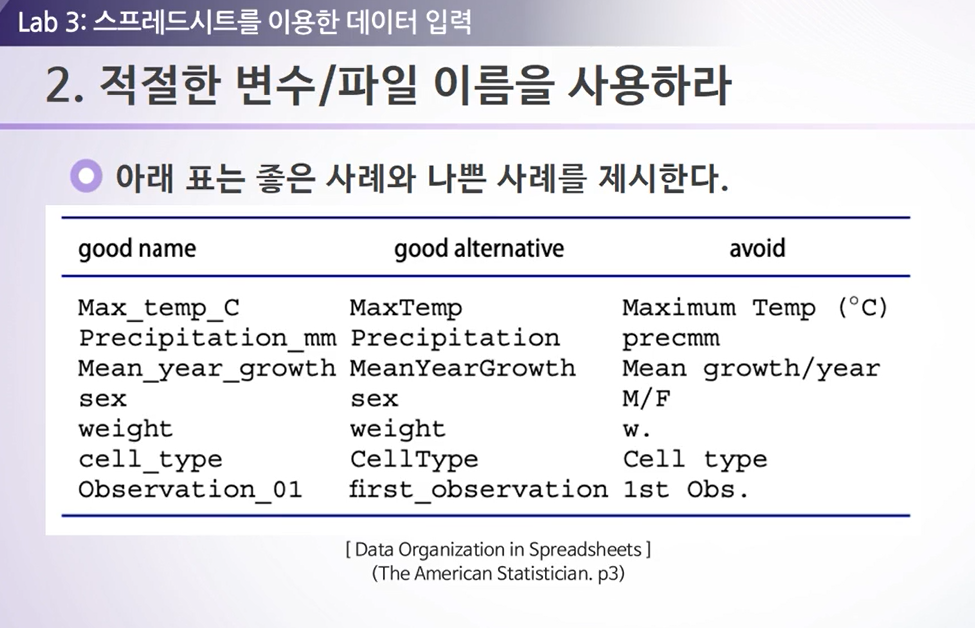 Lab 3: 스프레드시트를 이용한 데이터 입력
2. 적절한 변수/파일 이름을 사용하라
아래 표는 좋은 사례와 나쁜 사례를 제시한다.
good name good alternative avoid
Max_temp_C MaxTemp Maximum Temp (°C)
Precipitation_mm Precipitation precmm
Mean_year_growth MeanYearGrowth Mean growth/year
sex sex M/F
weight weight w.
cell_type CellType Cell type
Observation_01 first_observation 1st Obs.
[ Data Organization in Spreadsheets ]
(The American Statistician. p3)